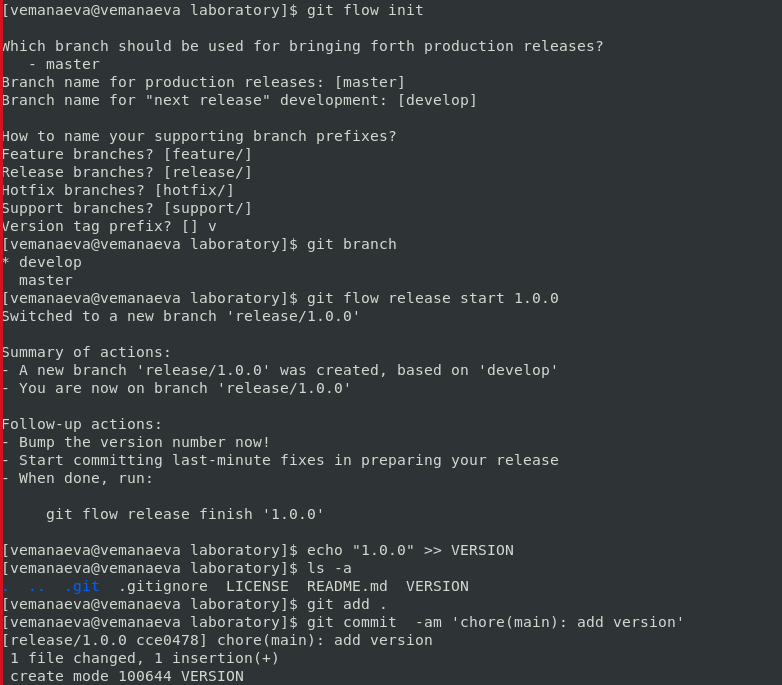 [vemanaeva@vemanaeva laboratory]$ git flow init
Which branch should be used for bringing forth production releases?
   - master
Branch name for production releases: [master]
Branch name for "next release" development: [develop]
How to name your supporting branch prefixes?
Feature branches? [feature/]
Release branches? [release/]
Hotfix branches? [hotfix/]
Support branches? [support/]
Version tag prefix? [] v
[vemanaeva@vemanaeva laboratory]$ git branch
* develop
  master
[vemanaeva@vemanaeva laboratory]$ git flow release start 1.0.0
Switched to a new branch 'release/1.0.0'
Summary of actions:
- A new branch 'release/1.0.0' was created, based on 'develop'
- You are now on branch 'release/1.0.0'
Follow-up actions:
- Bump the version number now!
- Start committing last-minute fixes in preparing your release
- When done, run:
     git flow release finish '1.0.0'
[vemanaeva@vemanaeva laboratory]$ echo "1.0.0" >> VERSION
[vemanaeva@vemanaeva laboratory]$ ls -a
.  ..  .git  .gitignore  LICENSE  README.md  VERSION
[vemanaeva@vemanaeva laboratory]$ git add .
[vemanaeva@vemanaeva laboratory]$ git commit  -am 'chore(main): add version'
[release/1.0.0 cce0478] chore(main): add version
 1 file changed, 1 insertion(+)
 create mode 100644 VERSION